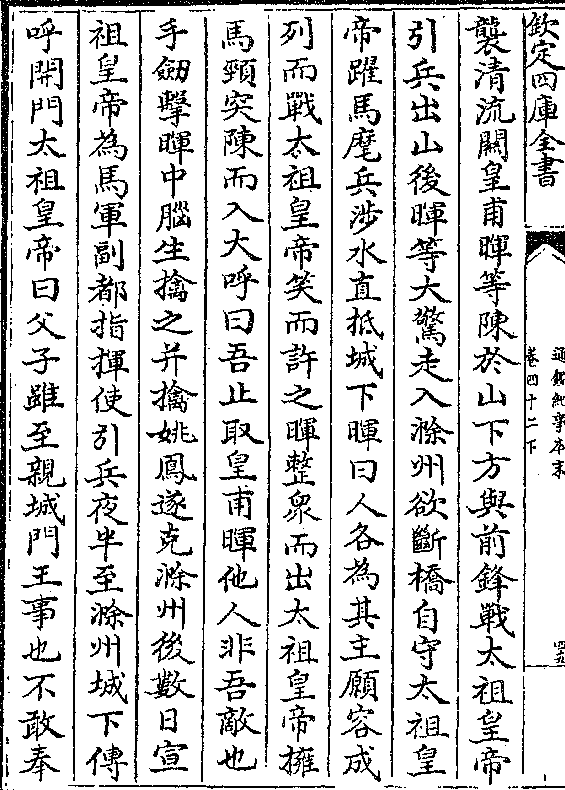 欽定四庫全書
通鑑紀事本末
卷四十二下
襲清流關皇甫暉等陳於山下方與前鋒戰太祖皇帝
引兵出山後暉等大驚走入滁州欲斷橋自守太祖皇
帝躍馬麾兵涉水直抵城下暉曰人各為其主願容成
列而戰太祖皇帝笑而許之暉整衆而出太祖皇帝擁
馬頸突陳而入大呼曰吾止取皇甫暉他人非吾敵也
手劒擊暉中腦生擒之并擒姚鳳遂克滁州後數日宣
祖皇帝為馬軍副都指揮使引兵夜半至滁州城下傳
呼開門太祖皇帝曰父子雖至親城門王事也不敢奉